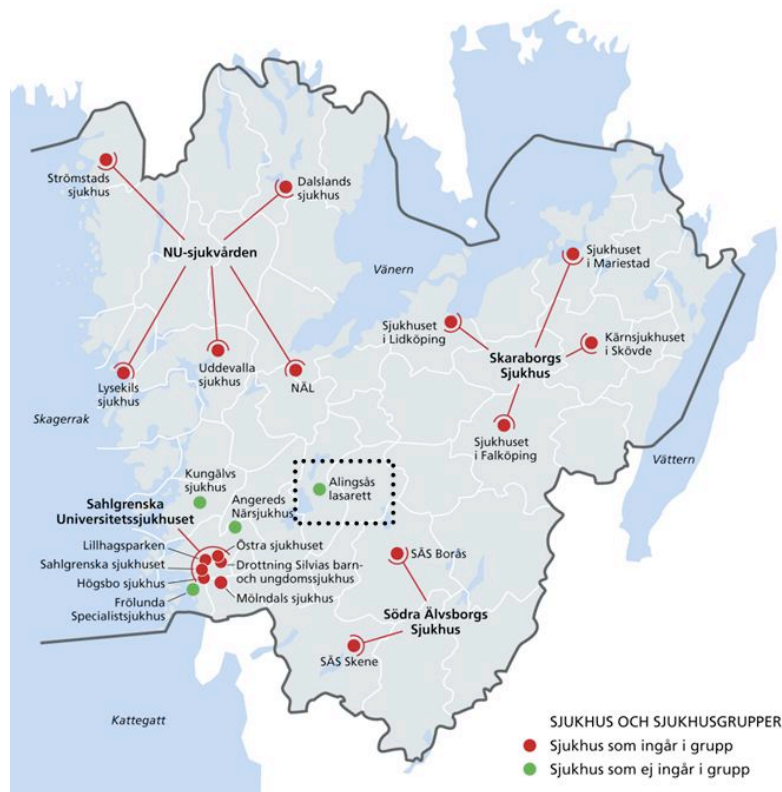 Strömstads
sjukhus
Dalslands
sjukhus
NU-sjukvården
Vänern
Sjukhuset
i Mariestad
Sjukhuset
i Lidköping
Kärnsjukhuset
i Skövde
Skaraborgs
Sjukhus
Lysekils
sjukhus
Uddevalla
sjukhus
NÄL
Skagerrak
Sjukhuset
i Falköping
Vättern
Kungälvs
sjukhus
Alingsås
lasarett
Angereds
Närsjukhus
Sahlgrenska
Universitetssjukhuset
Lillhagsparken
Östra sjukhuset
Sahlgrenska sjukhuset
Drottning Silvias barn-
och ungdomssjukhus
Högsbo sjukhus
Mölndals sjukhus
Frölunda
Specialistsjukhus
SÄS Borås
Södra Älvsborgs
Sjukhus
SÄS Skene
Kattegatt
SJUKHUS OCH SJUKHUSGRUPPER
Sjukhus som ingår i grupp
Sjukhus som ej ingår i grupp